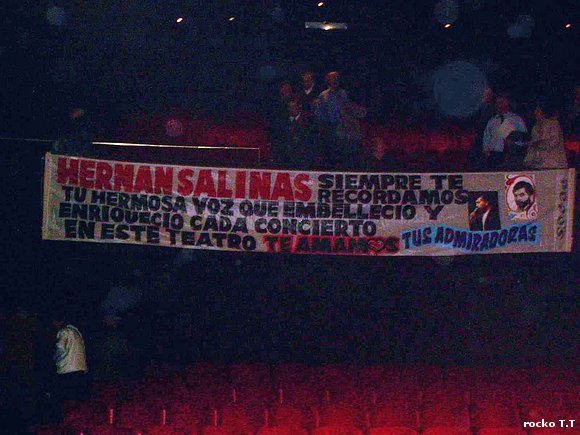 HERNAN SALINAS SIEMPRE TE
RECORDAMOS
TU HERMOSA VOZ QUE EMBELLECIO Y
ENRIQUECIO CADA CONCIERTO
EN ESTE TEATRO TE AMAMOS
TUS ADMIRADORAS
rocko T.T